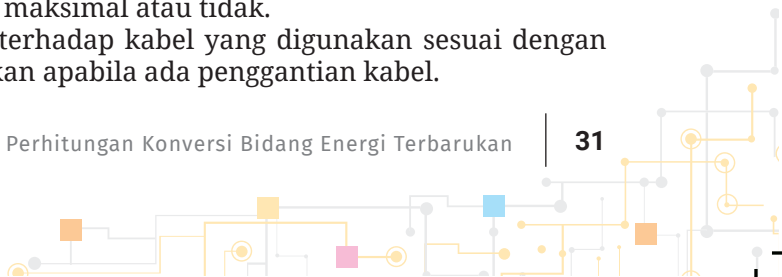 maksimal atau tidak.
terhadap kabel yang digunakan sesuai dengan
kan apabila ada penggantian kabel.
Perhitungan Konversi Bidang Energi Terbarukan 31